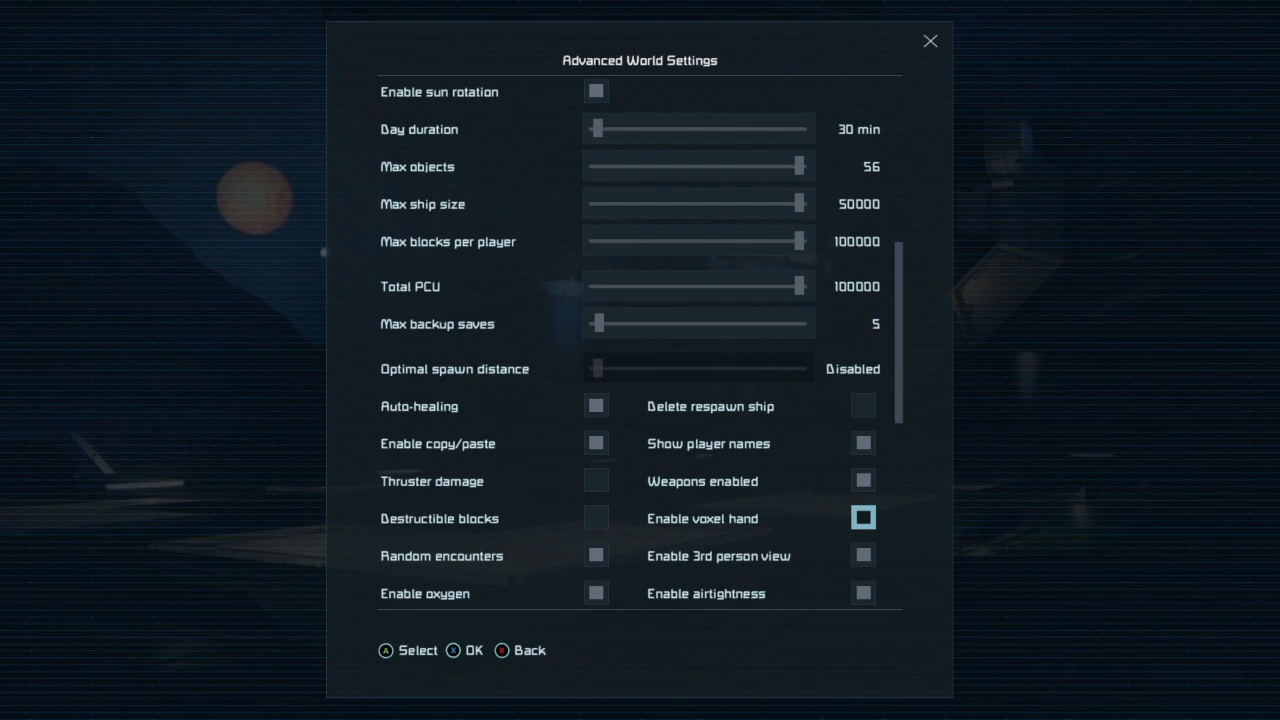 Advanced World Settings
Enable sun rotation
Day duration 30 min
Max objects 56
Max ship size 50000
Max blocks per player 100000
Total PCU 100000
Max backup saves 5
Optimal spawn distance Disabled
Auto-healing Delete respawn ship
Enable copy/paste Show player names
Thruster damage Weapons enabled
Destructible blocks Enable voxel hand
Random encounters Enable 3rd person view
Enable oxygen Enable airtightness
A Select X OK B Back